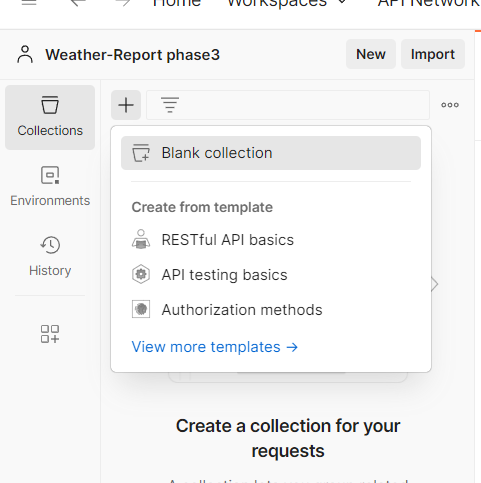 Home Workspaces API Network
Weather-Report phase3 New Import
Collections
Blank collection
Environments
Create from template
RESTful API basics
History
API testing basics
Authorization methods
View more templates →
Create a collection for your
requests